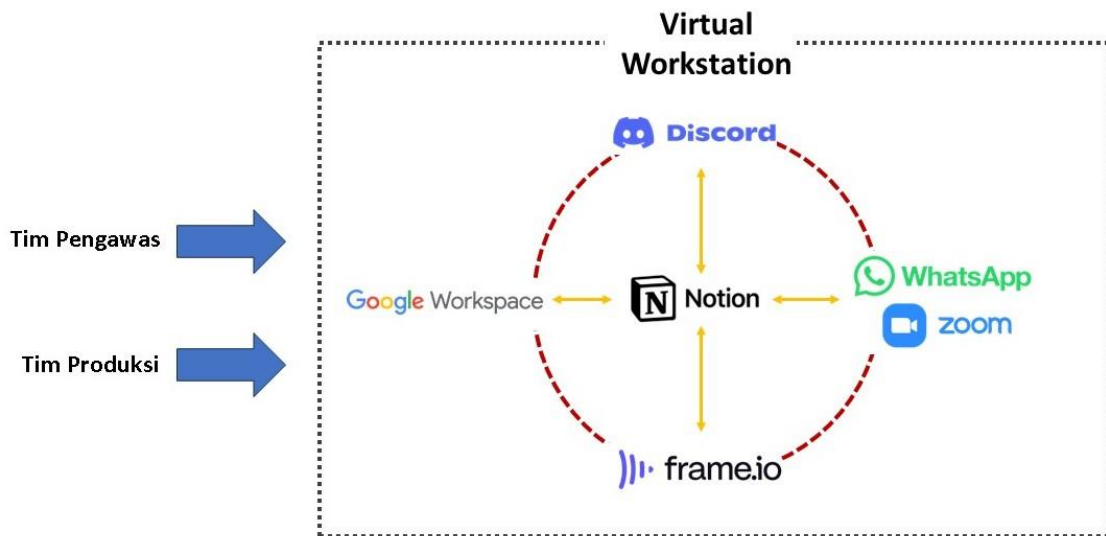 Virtual
Workstation
Discord
Tim Pengawas
WhatsApp
Google Workspace
N Notion
zoom
Tim Produksi
frame.io